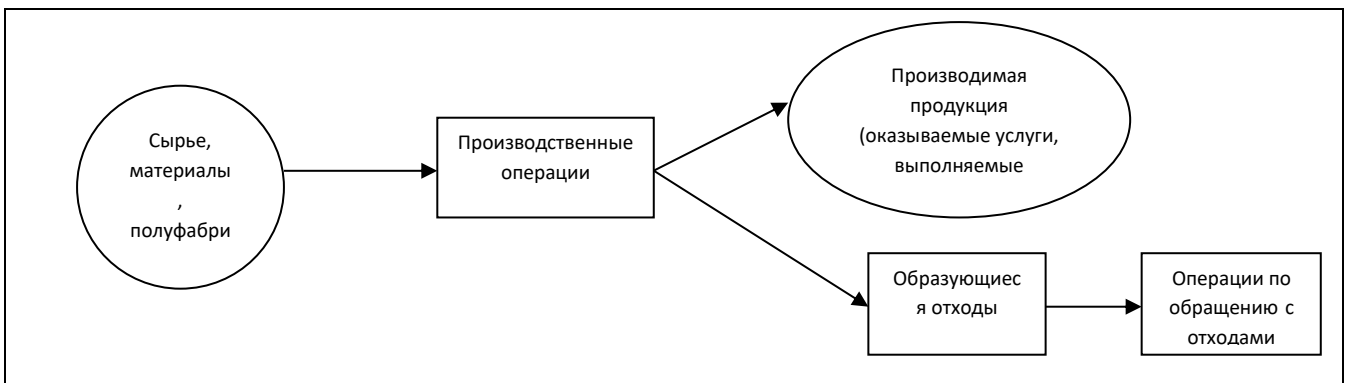 Сырье,
материалы
,
полуфабри
Производственные
операции
Производимая
продукция
(оказываемые услуги,
выполняемые
Образующиес
я отходы
Операции по
обращению с
отходами